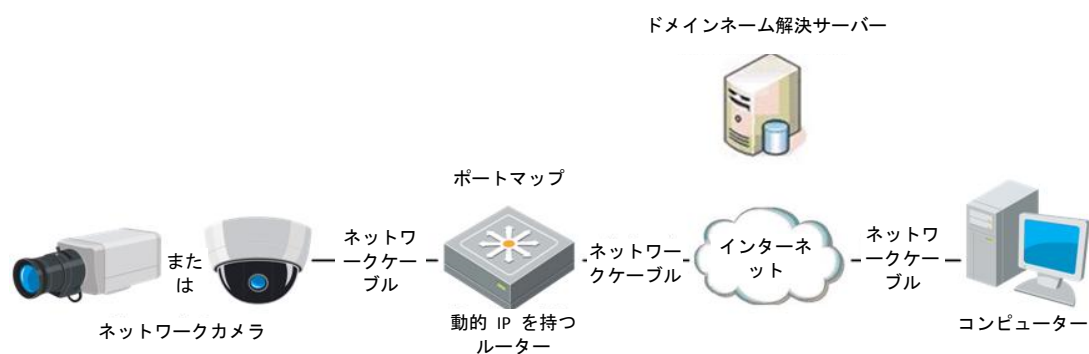 ドメインネーム解決サーバー
ポートマップ
また
は
ネットワ
ークケー
ブル
ネットワー
クケーブル
インターネ
ット
ネットワ
ークケー
ブル
ネットワークカメラ
動的 IP を持つ
ルーター
コンピューター